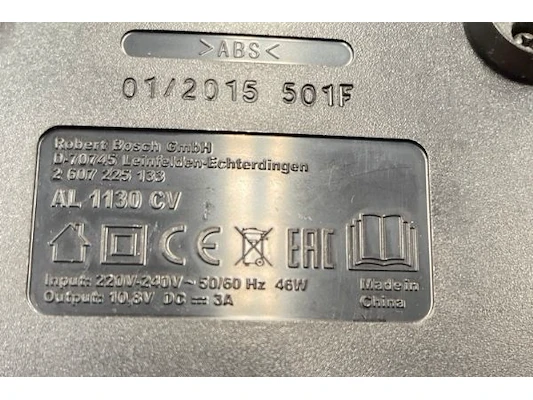 >ABS<
01/2015 501F
Robert Bosch GmbH
D-70745 Leinfelden-Echterdingen
2 607 225 133
AL 1130 CV
CE EAC
Input: 220V-240V~ 50/60 Hz 46W
Output: 10,8V DC ⎓ 3A
Made in
China